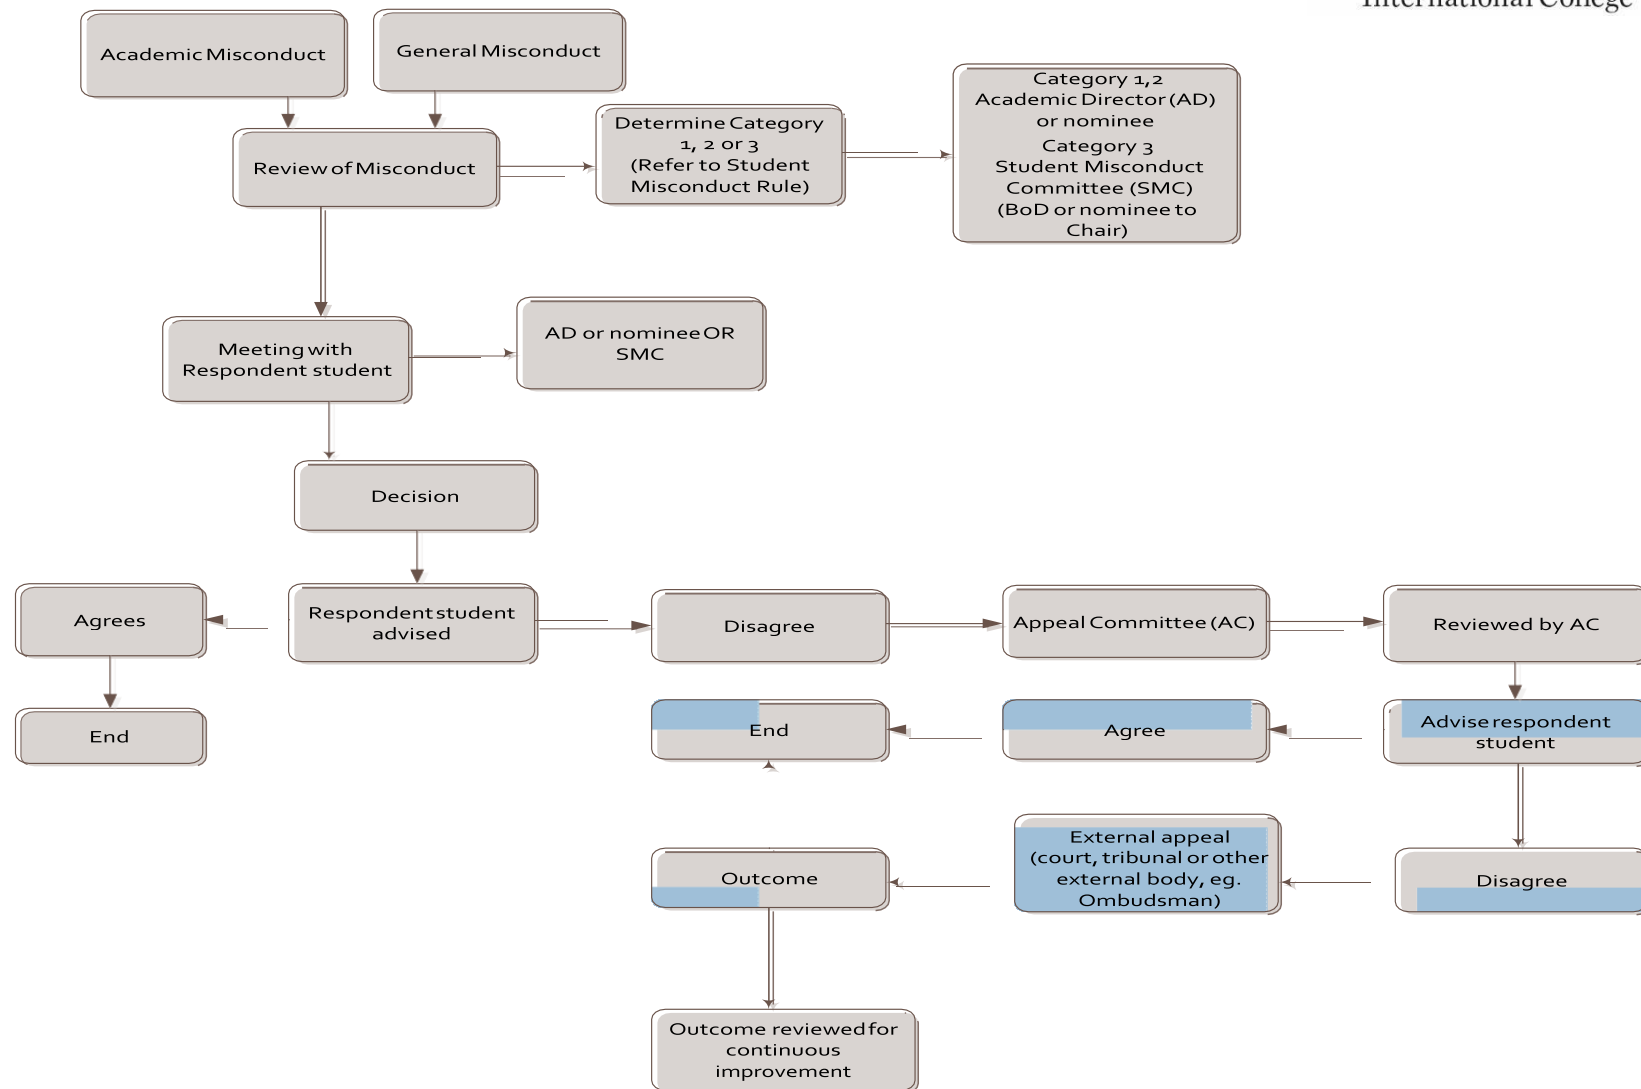 International College
Academic Misconduct
General Misconduct
Category 1,2
Academic Director (AD)
or nominee
Category 3
Student Misconduct
Committee (SMC)
(BoD or nominee to
Chair)
Determine Category
1, 2 or 3
(Refer to Student
Misconduct Rule)
Review of Misconduct
AD or nominee OR
SMC
Meeting with
Respondent student
Decision
Agrees
Respondent student
advised
Disagree
Appeal Committee (AC)
Reviewed by AC
End
End
Agree
Advise respondent
student
Outcome
External appeal
(court, tribunal or other
external body, eg.
Ombudsman)
Disagree
Outcome reviewed for
continuous
improvement